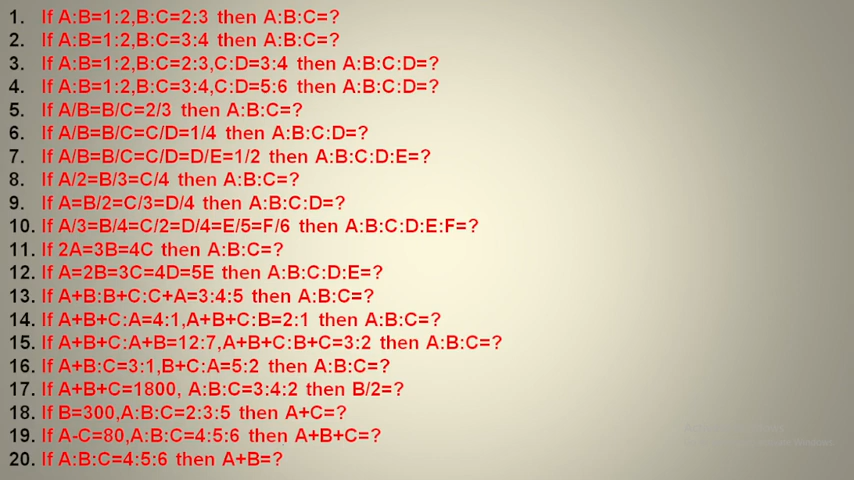 1. If A:B=1:2,B:C=2:3 then A:B:C=?
2. If A:B=1:2,B:C=3:4 then A:B:C=?
3. If A:B=1:2,B:C=2:3,C:D=3:4 then A:B:C:D=?
4. If A:B=1:2,B:C=3:4,C:D=5:6 then A:B:C:D=?
5. If A/B=B/C=2/3 then A:B:C=?
6. If A/B=B/C=C/D=1/4 then A:B:C:D=?
7. If A/B=B/C=C/D=D/E=1/2 then A:B:C:D:E=?
8. If A/2=B/3=C/4 then A:B:C=?
9. If A=B/2=C/3=D/4 then A:B:C:D=?
10. If A/3=B/4=C/2=D/4=E/5=F/6 then A:B:C:D:E:F=?
11. If 2A=3B=4C then A:B:C=?
12. If A=2B=3C=4D=5E then A:B:C:D:E=?
13. If A+B:B+C:C+A=3:4:5 then A:B:C=?
14. If A+B+C:A=4:1,A+B+C:B=2:1 then A:B:C=?
15. If A+B+C:A+B=12:7,A+B+C:B+C=3:2 then A:B:C=?
16. If A+B:C=3:1,B+C:A=5:2 then A:B:C=?
17. If A+B+C=1800, A:B:C=3:4:2 then B/2=?
18. If B=300,A:B:C=2:3:5 then A+C=?
19. If A-C=80,A:B:C=4:5:6 then A+B+C=?
20. If A:B:C=4:5:6 then A+B=?